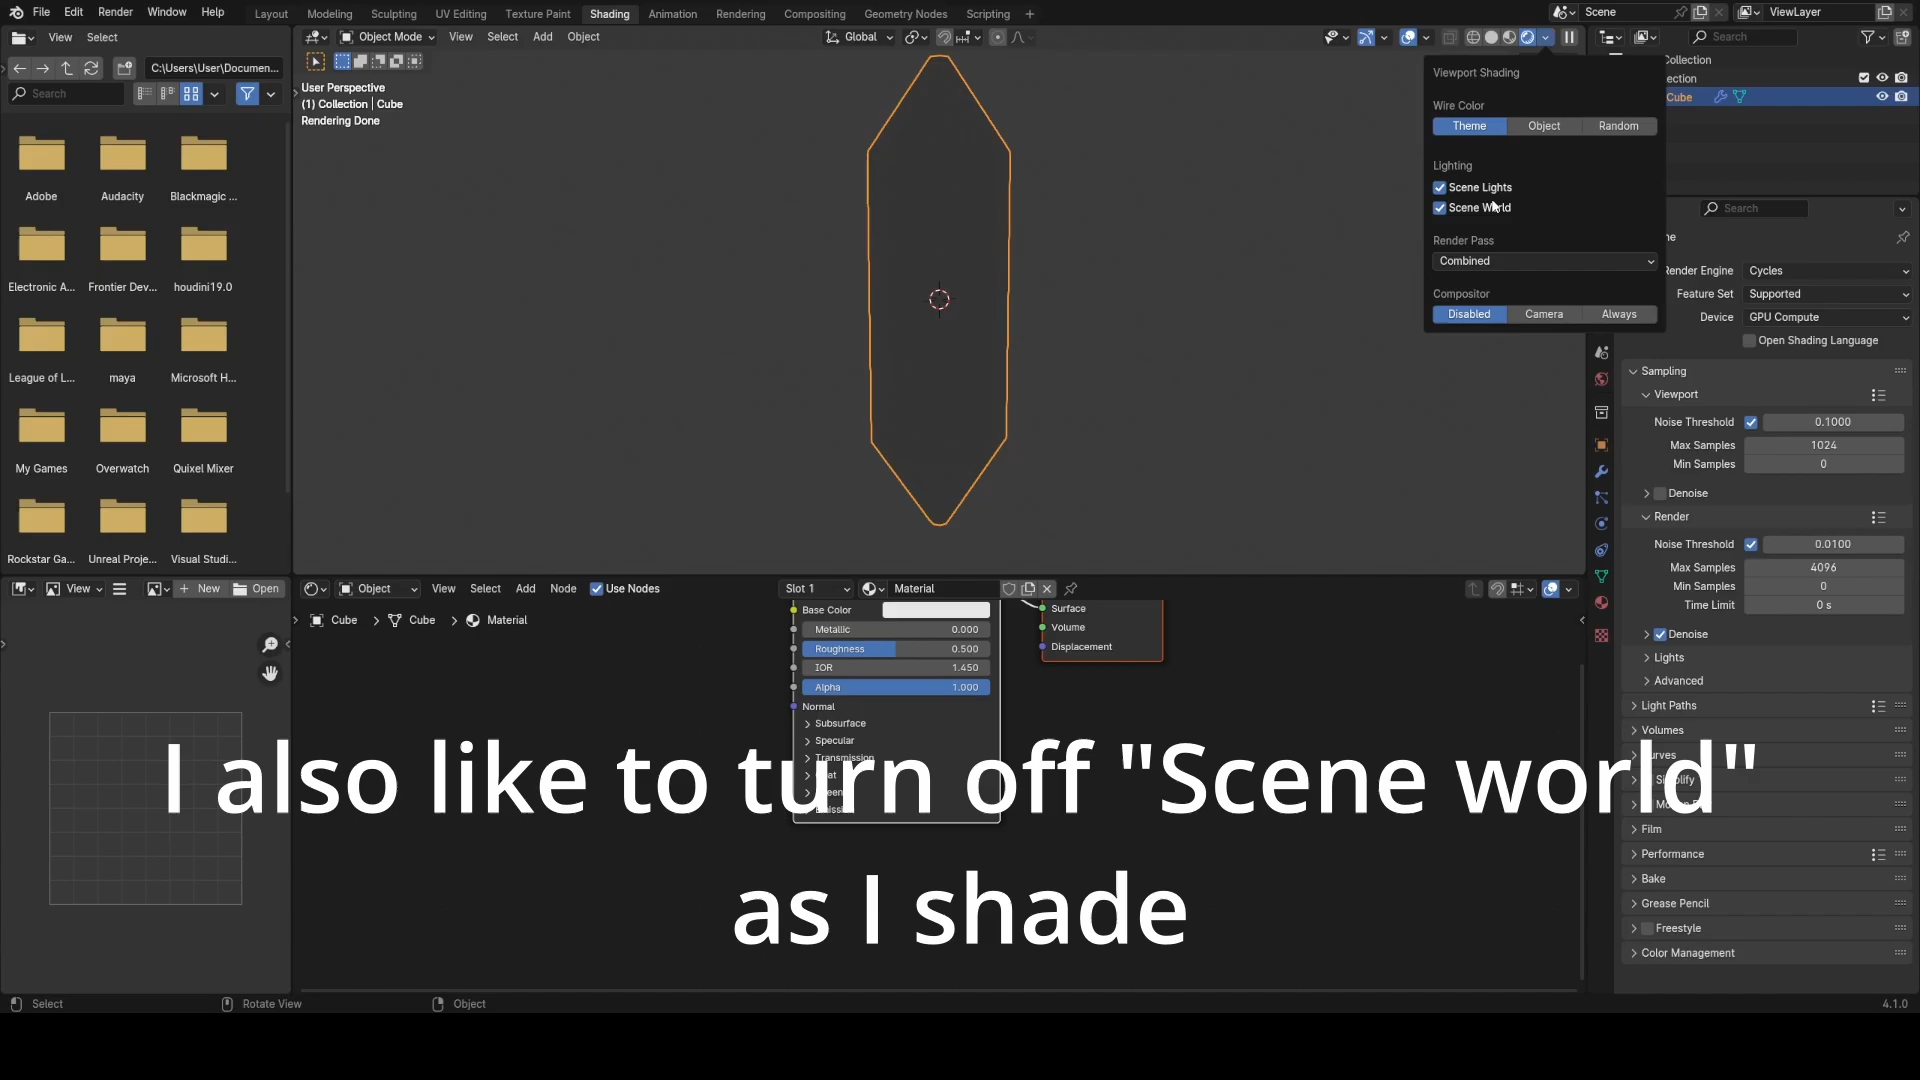 File Edit Render Window Help
Layout Modeling Sculpting UV Editing Texture Paint Shading Animation Rendering Compositing Geometry Nodes Scripting +
Scene
ViewLayer
View Select
C:\Users\User\Documen...
Search
Adobe Audacity Blackmagic ...
Electronic A... Frontier Dev... houdini19.0
League of L... maya Microsoft H...
My Games Overwatch Quixel Mixer
Rockstar Ga... Unreal Proje... Visual Studi...
Object Mode View Select Add Object
Global
User Perspective
(1) Collection | Cube
Rendering Done
Viewport Shading
Wire Color
Theme Object Random
Lighting
Scene Lights
Scene World
Render Pass
Combined
Compositor
Disabled Camera Always
Search
ollection
ection
Cube
Search
ne
ender Engine Cycles
Feature Set Supported
Device GPU Compute
Open Shading Language
Sampling
Viewport
Noise Threshold 0.1000
Max Samples 1024
Min Samples 0
Denoise
Render
Noise Threshold 0.0100
Max Samples 4096
Min Samples 0
Time Limit 0 s
Denoise
Lights
Advanced
Light Paths
Volumes
urves
Simplify
Film
Performance
Bake
Grease Pencil
Freestyle
Color Management
View + New Open
Object View Select Add Node Object Use Nodes
Slot 1 Material
Cube > Cube > Material
Base Color
Metallic 0.000
Roughness 0.500
IOR 1.450
Alpha 1.000
Normal
Subsurface
Specular
Transmission
Surface
Volume
Displacement
I also like to turn off "Scene world"
as I shade
Select Rotate View Object 4.1.0